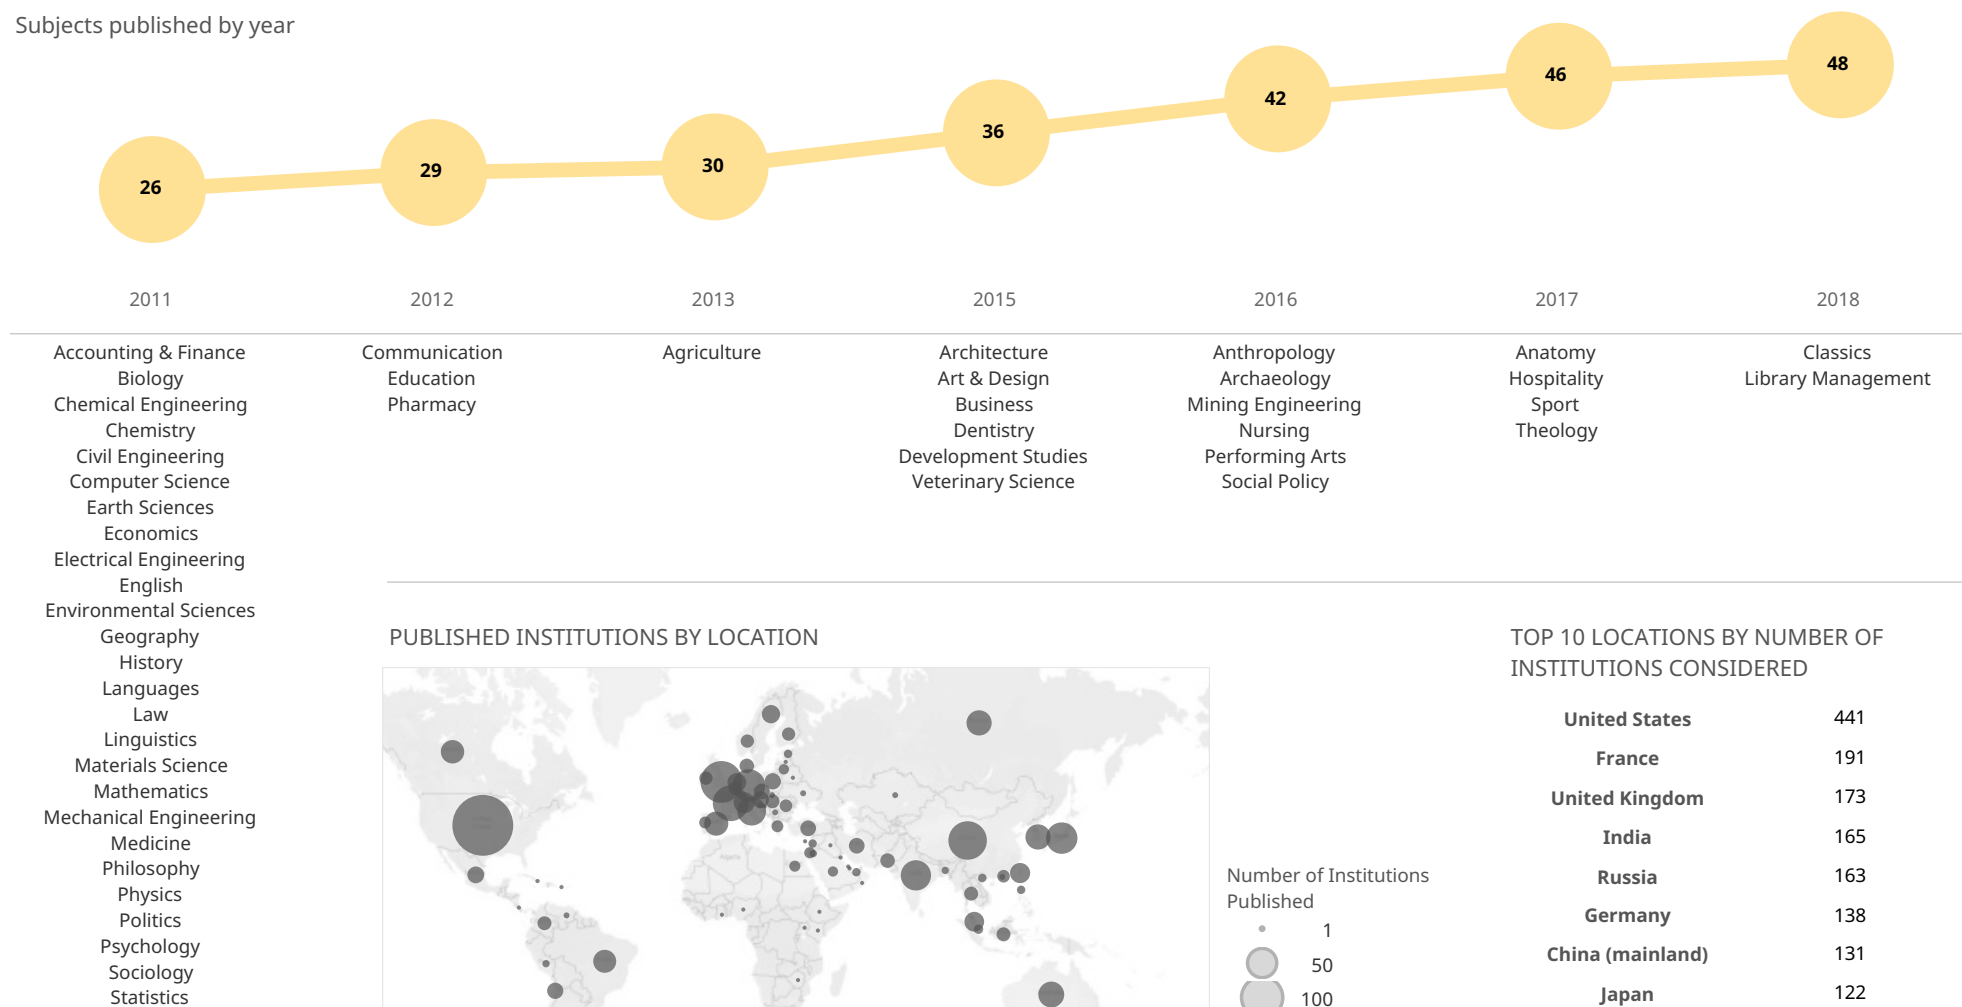 Subjects published by year
26
29
30
36
42
46
48
2011
2012
2013
2015
2016
2017
2018
Accounting & Finance
Biology
Chemical Engineering
Chemistry
Civil Engineering
Computer Science
Earth Sciences
Economics
Electrical Engineering
English
Environmental Sciences
Geography
History
Languages
Law
Linguistics
Materials Science
Mathematics
Mechanical Engineering
Medicine
Philosophy
Physics
Politics
Psychology
Sociology
Statistics
Communication
Education
Pharmacy
Agriculture
Architecture
Art & Design
Business
Dentistry
Development Studies
Veterinary Science
Anthropology
Archaeology
Mining Engineering
Nursing
Performing Arts
Social Policy
Anatomy
Hospitality
Sport
Theology
Classics
Library Management
PUBLISHED INSTITUTIONS BY LOCATION
Number of Institutions
Published
1
50
100
TOP 10 LOCATIONS BY NUMBER OF
INSTITUTIONS CONSIDERED
United States 441
France 191
United Kingdom 173
India 165
Russia 163
Germany 138
China (mainland) 131
Japan 122